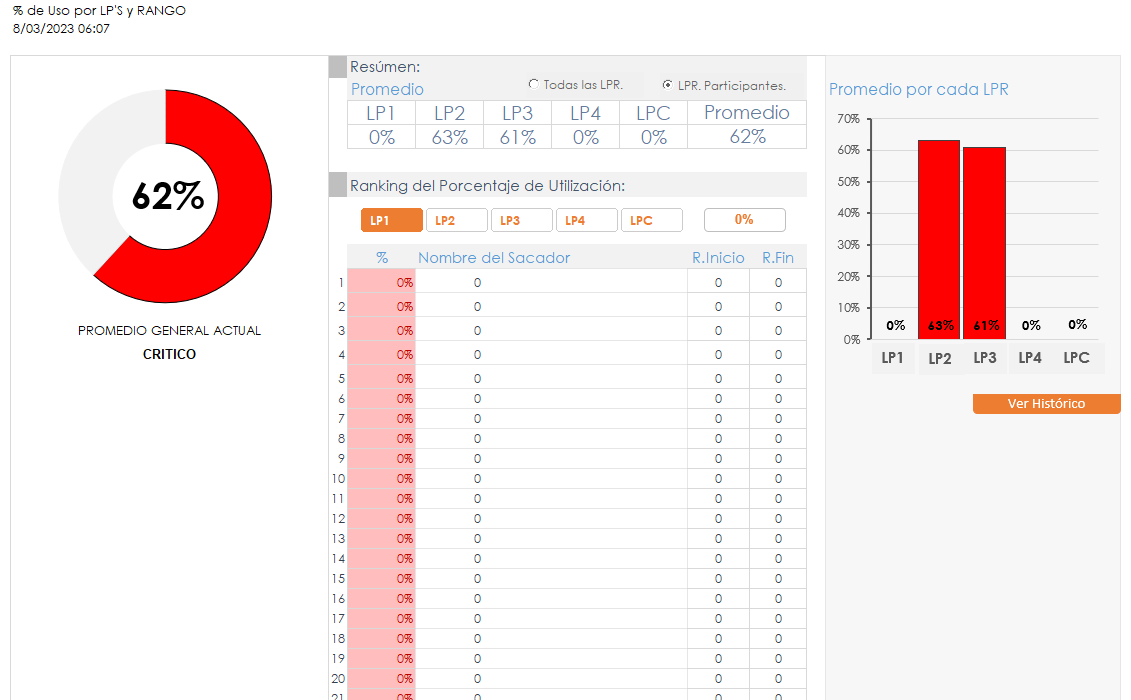 % de Uso por LP'S y RANGO
8/03/2023 06:07
62%
PROMEDIO GENERAL ACTUAL
CRITICO
Resúmen:
Promedio
Todas las LPR.
LPR. Participantes.
LP1 LP2 LP3 LP4 LPC Promedio
0% 63% 61% 0% 0% 62%
Ranking del Porcentaje de Utilización:
LP1 LP2 LP3 LP4 LPC 0%
% Nombre del Sacador R.Inicio R.Fin
1 0% 0 0 0
2 0% 0 0 0
3 0% 0 0 0
4 0% 0 0 0
5 0% 0 0 0
6 0% 0 0 0
7 0% 0 0 0
8 0% 0 0 0
9 0% 0 0 0
10 0% 0 0 0
11 0% 0 0 0
12 0% 0 0 0
13 0% 0 0 0
14 0% 0 0 0
15 0% 0 0 0
16 0% 0 0 0
17 0% 0 0 0
18 0% 0 0 0
19 0% 0 0 0
20 0% 0 0 0
21 0% 0 0 0
Promedio por cada LPR
70%
60%
50%
40%
30%
20%
10%
0%
0% 63% 61% 0% 0%
LP1 LP2 LP3 LP4 LPC
Ver Histórico